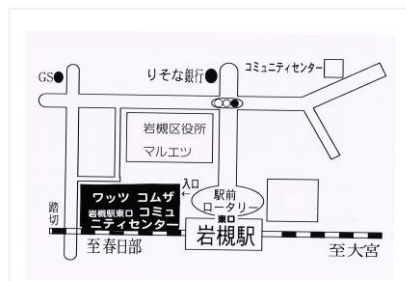 GS
りそな銀行
コミュニティセンター
岩槻区役所
マルエツ
入口
←
駅前
ロータリー
東口
岩槻駅
ワッツ コムザ
岩槻駅東口 コミュ
ニティセンター
踏切
至春日部
至大宮